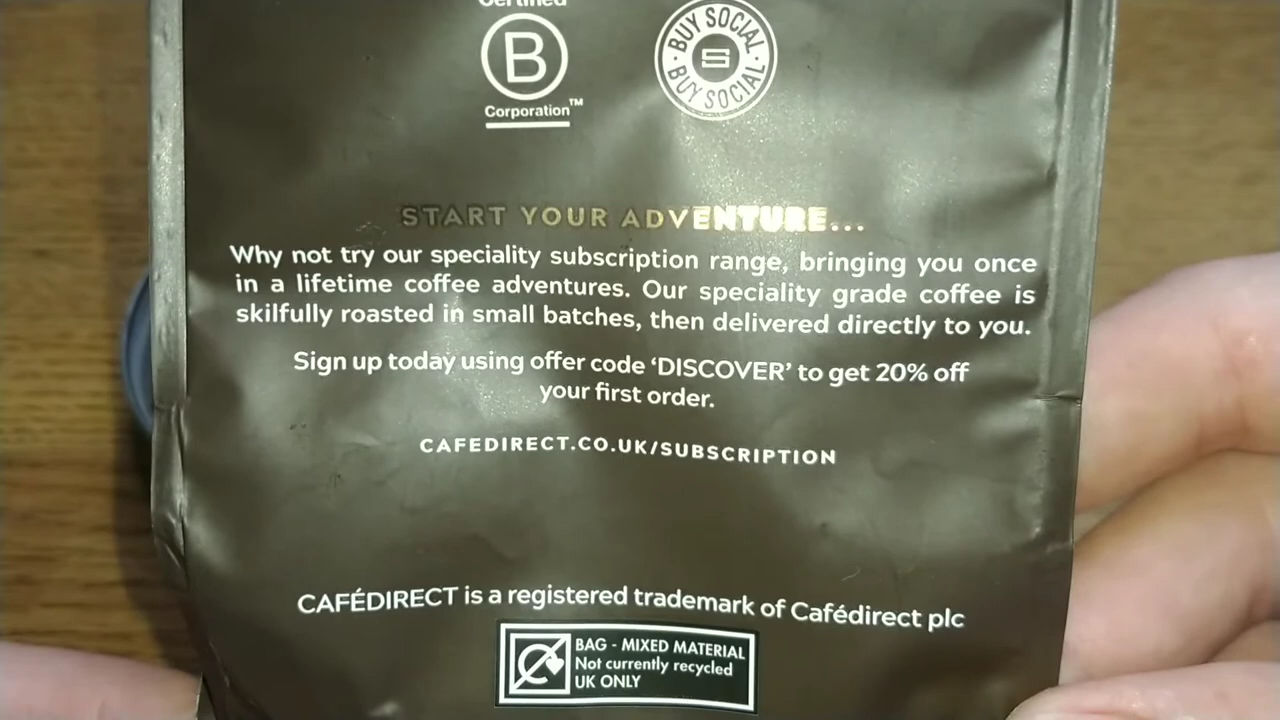 Certified
B
Corporation™
BUY SOCIAL
S
BUY SOCIAL
START YOUR ADVENTURE...
Why not try our speciality subscription range, bringing you once
in a lifetime coffee adventures. Our speciality grade coffee is
skilfully roasted in small batches, then delivered directly to you.
Sign up today using offer code ‘DISCOVER’ to get 20% off
your first order.
CAFEDIRECT.CO.UK/SUBSCRIPTION
CAFÉDIRECT is a registered trademark of Cafédirect plc
BAG - MIXED MATERIAL
Not currently recycled
UK ONLY